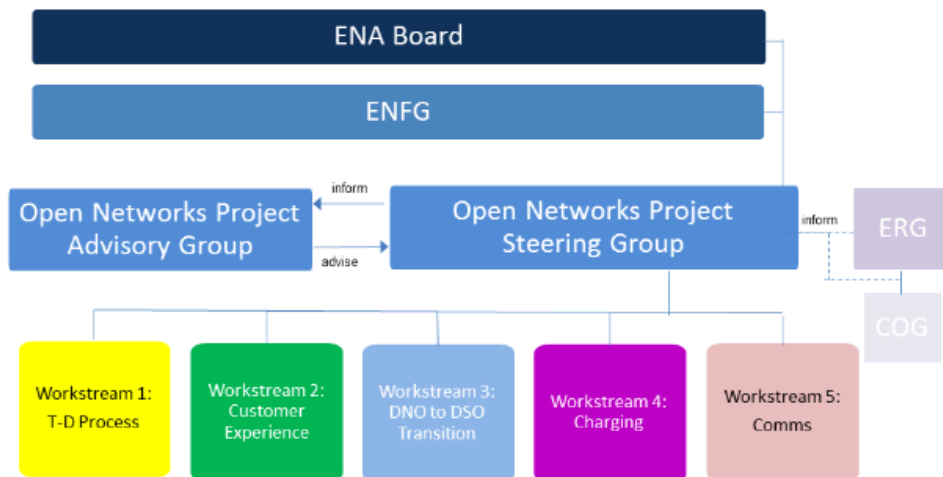 ENA Board
ENFG
inform
Open Networks Project
Advisory Group
advise
Open Networks Project
Steering Group
inform
ERG
COG
Workstream 1:
T-D Process
Workstream 2:
Customer
Experience
Workstream 3:
DNO to DSO
Transition
Workstream 4:
Charging
Workstream 5:
Comms